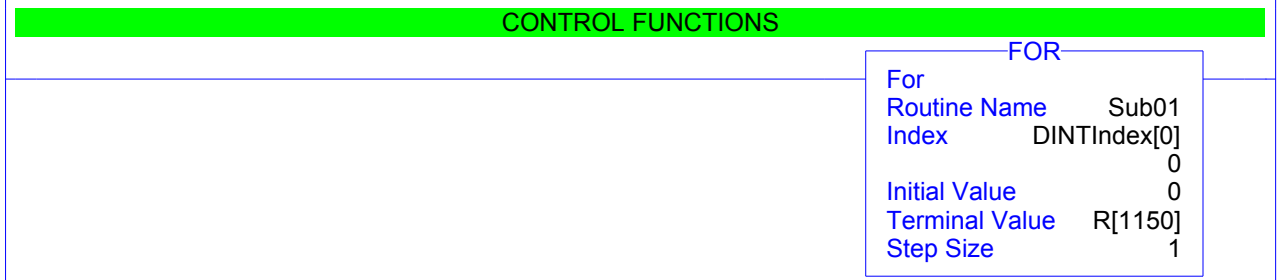 CONTROL FUNCTIONS
FOR
For
Routine Name Sub01
Index DINTIndex[0]
0
Initial Value 0
Terminal Value R[1150]
Step Size 1